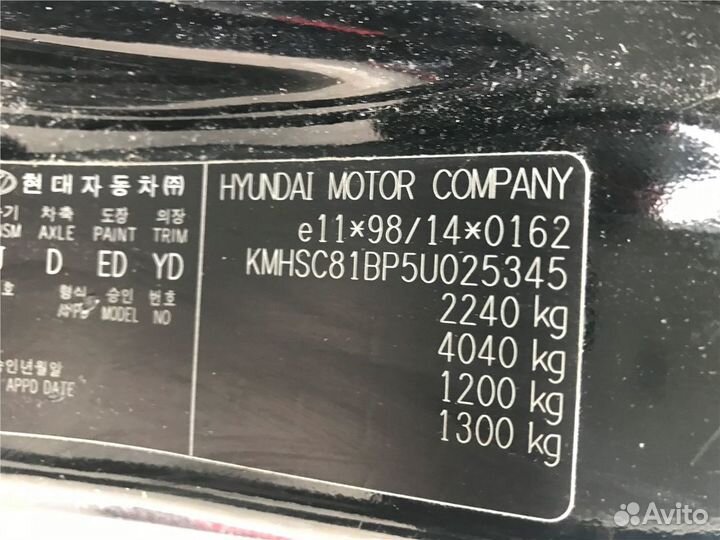 현대자동차㈜
차축 도장 의장
AXLE PAINT TRIM
D ED YD
형식 승인 번호
APPD MODEL NO
APPD DATE
HYUNDAI MOTOR COMPANY
e11*98/14*0162
KMHSC81BP5U025345
2240 kg
4040 kg
1200 kg
1300 kg
Avito